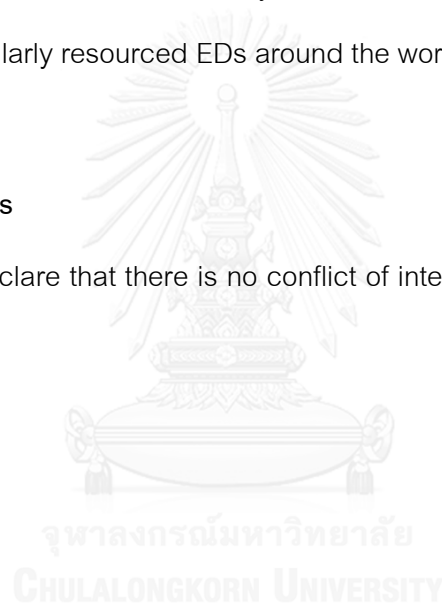 larly resourced EDs around the wor
s
clare that there is no conflict of inte
จุฬาลงกรณ์มหาวิทยาลัย
CHULALONGKORN UNIVERSITY